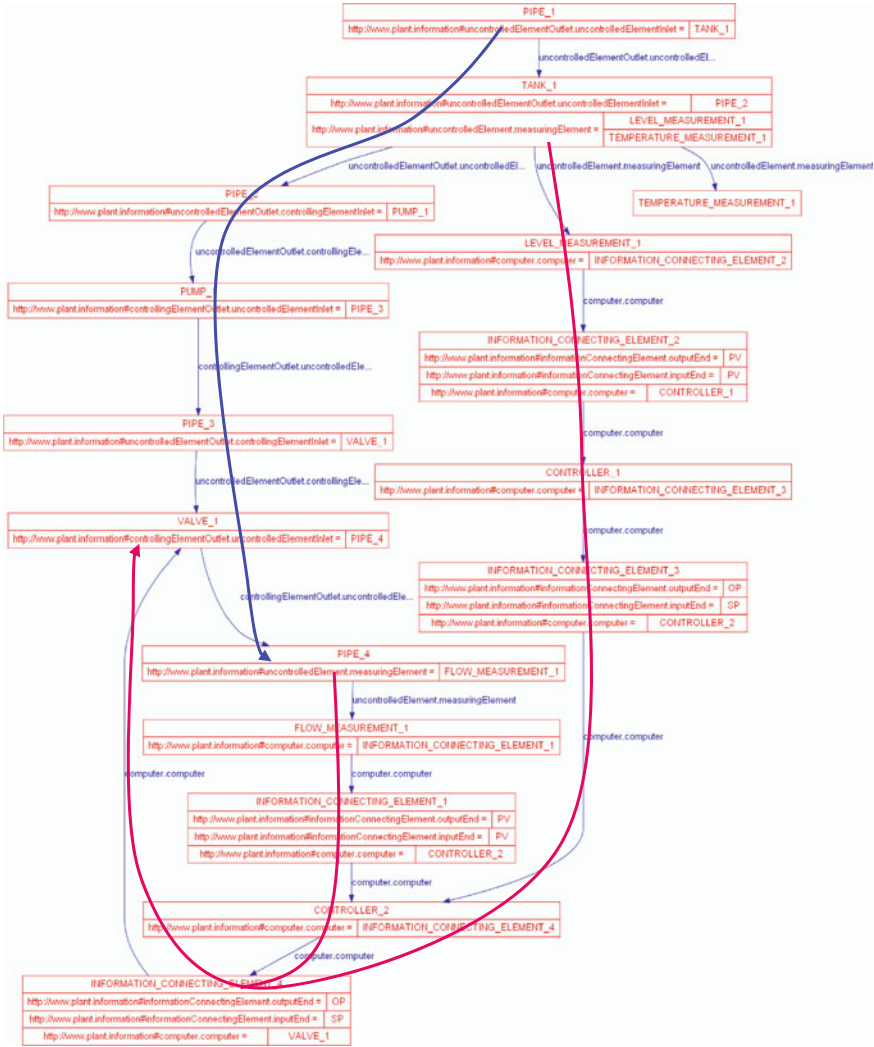 PIPE_1
http://www.plant.information#uncontrolledElementOutlet.uncontrolledElementInlet = TANK_1
uncontrolledElementOutlet.uncontrolledEl...
TANK_1
http://www.plant.information#uncontrolledElementOutlet.uncontrolledElementInlet = PIPE_2
http://www.plant.information#uncontrolledElement.measuringElement = LEVEL_MEASUREMENT_1
TEMPERATURE_MEASUREMENT_1
uncontrolledElementOutlet.uncontrolledEl... uncontrolledElement.measuringElement uncontrolledElement.measuringElement
PIPE_2
http://www.plant.information#uncontrolledElementOutlet.controllingElementInlet = PUMP_1
TEMPERATURE_MEASUREMENT_1
LEVEL_MEASUREMENT_1
http://www.plant.information#computer.computer = INFORMATION_CONNECTING_ELEMENT_2
uncontrolledElementOutlet.controllingEle...
computer.computer
PUMP_1
http://www.plant.information#controllingElementOutlet.uncontrolledElementInlet = PIPE_3
INFORMATION_CONNECTING_ELEMENT_2
http://www.plant.information#informationConnectingElement.outputEnd = PV
http://www.plant.information#informationConnectingElement.inputEnd = PV
http://www.plant.information#computer.computer = CONTROLLER_1
controllingElementOutlet.uncontrolledEle...
computer.computer
PIPE_3
http://www.plant.information#uncontrolledElementOutlet.controllingElementInlet = VALVE_1
CONTROLLER_1
http://www.plant.information#computer.computer = INFORMATION_CONNECTING_ELEMENT_3
uncontrolledElementOutlet.controllingEle...
computer.computer
VALVE_1
http://www.plant.information#controllingElementOutlet.uncontrolledElementInlet = PIPE_4
INFORMATION_CONNECTING_ELEMENT_3
http://www.plant.information#informationConnectingElement.outputEnd = OP
http://www.plant.information#informationConnectingElement.inputEnd = SP
http://www.plant.information#computer.computer = CONTROLLER_2
controllingElementOutlet.uncontrolledEle...
PIPE_4
http://www.plant.information#uncontrolledElement.measuringElement = FLOW_MEASUREMENT_1
uncontrolledElement.measuringElement
FLOW_MEASUREMENT_1
http://www.plant.information#computer.computer = INFORMATION_CONNECTING_ELEMENT_1
computer.computer
computer.computer
computer.computer
INFORMATION_CONNECTING_ELEMENT_1
http://www.plant.information#informationConnectingElement.outputEnd = PV
http://www.plant.information#informationConnectingElement.inputEnd = PV
http://www.plant.information#computer.computer = CONTROLLER_2
computer.computer
CONTROLLER_2
http://www.plant.information#computer.computer = INFORMATION_CONNECTING_ELEMENT_4
computer.computer
INFORMATION_CONNECTING_ELEMENT_4
http://www.plant.information#informationConnectingElement.outputEnd = OP
http://www.plant.information#informationConnectingElement.inputEnd = SP
http://www.plant.information#computer.computer = VALVE_1